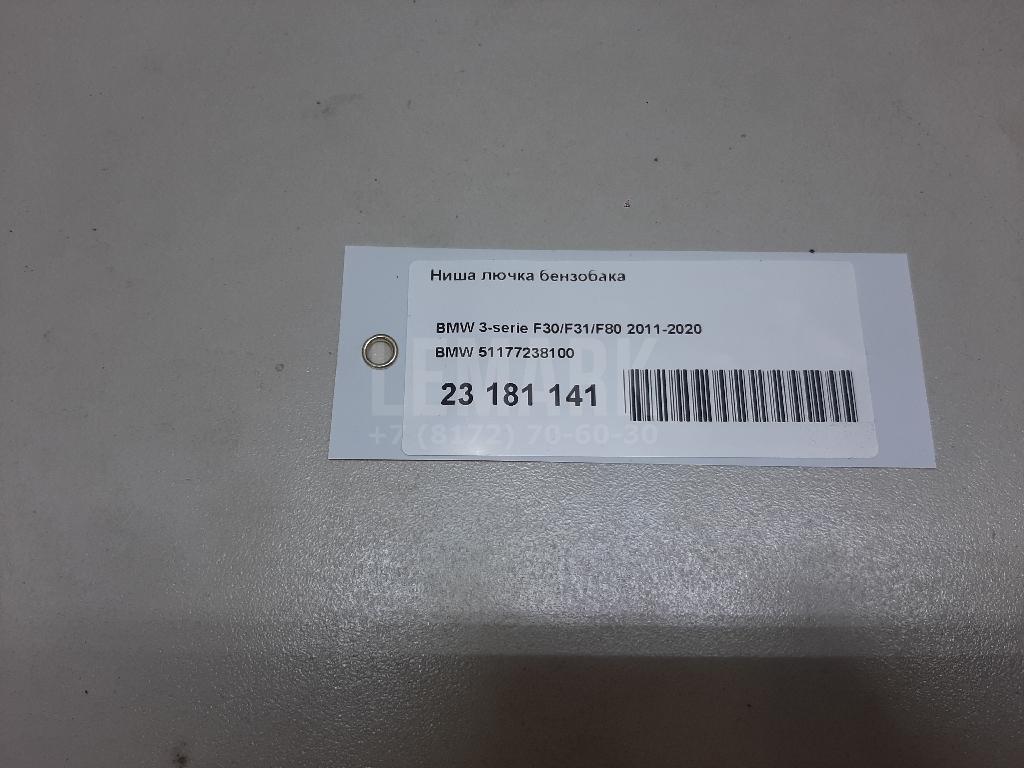 Ниша лючка бензобака
BMW 3-serie F30/F31/F80 2011-2020
BMW 51177238100
23 181 141
LEMARK
+7 (8172) 70-60-30